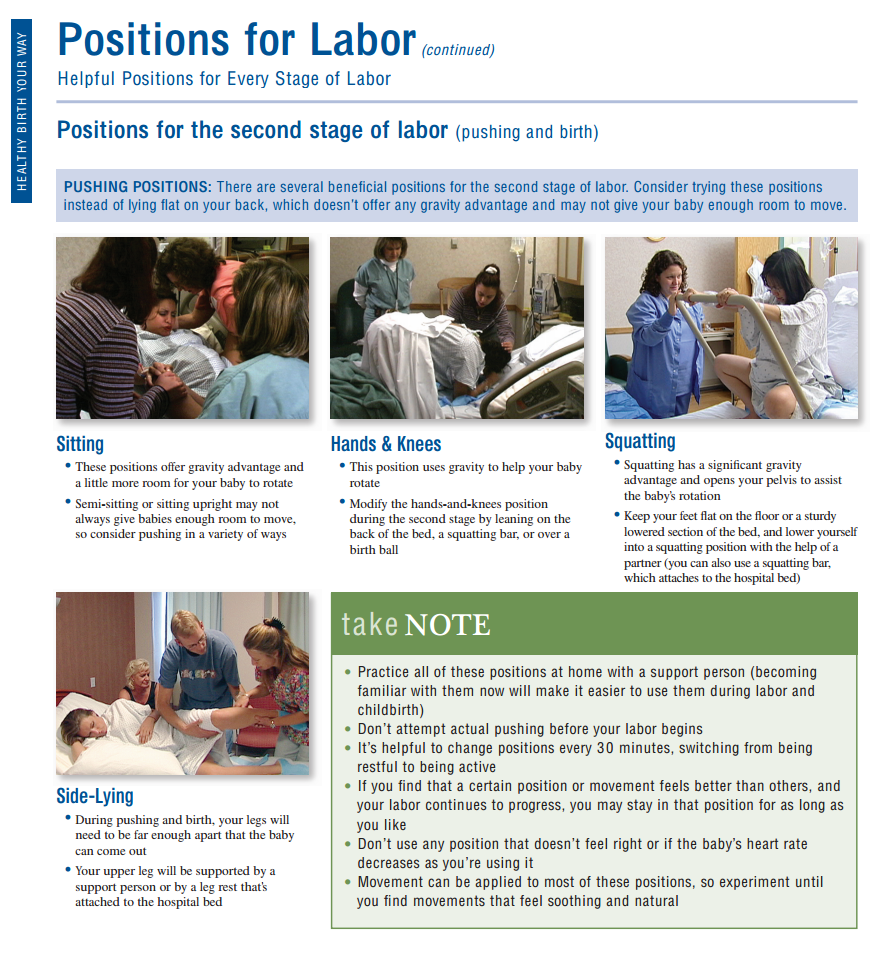 HEALTHY BIRTH YOUR WAY
Positions for Labor (continued)
Helpful Positions for Every Stage of Labor
Positions for the second stage of labor (pushing and birth)
PUSHING POSITIONS: There are several beneficial positions for the second stage of labor. Consider trying these positions
instead of lying flat on your back, which doesn't offer any gravity advantage and may not give your baby enough room to move.
Sitting
• These positions offer gravity advantage and
a little more room for your baby to rotate
• Semi-sitting or sitting upright may not
always give babies enough room to move,
so consider pushing in a variety of ways
Hands & Knees
• This position uses gravity to help your baby
rotate
• Modify the hands-and-knees position
during the second stage by leaning on the
back of the bed, a squatting bar, or over a
birth ball
Squatting
• Squatting has a significant gravity
advantage and opens your pelvis to assist
the baby's rotation
• Keep your feet flat on the floor or a sturdy
lowered section of the bed, and lower yourself
into a squatting position with the help of a
partner (you can also use a squatting bar,
which attaches to the hospital bed)
Side-Lying
• During pushing and birth, your legs will
need to be far enough apart that the baby
can come out
• Your upper leg will be supported by a
support person or by a leg rest that's
attached to the hospital bed
take NOTE
• Practice all of these positions at home with a support person (becoming
familiar with them now will make it easier to use them during labor and
childbirth)
• Don't attempt actual pushing before your labor begins
• It's helpful to change positions every 30 minutes, switching from being
restful to being active
• If you find that a certain position or movement feels better than others, and
your labor continues to progress, you may stay in that position for as long as
you like
• Don't use any position that doesn't feel right or if the baby's heart rate
decreases as you're using it
• Movement can be applied to most of these positions, so experiment until
you find movements that feel soothing and natural